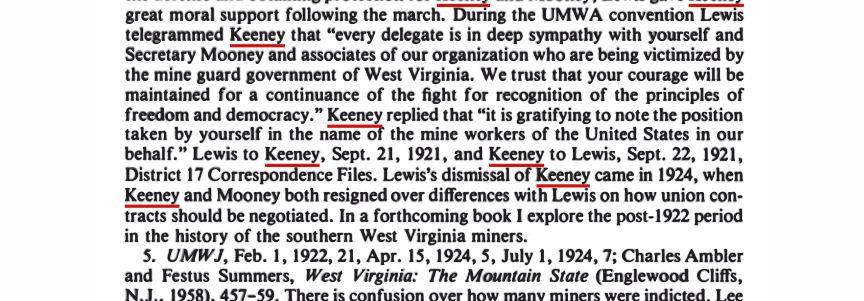 great moral support following the march. During the UMWA convention Lewis
telegrammed Keeney that “every delegate is in deep sympathy with yourself and
Secretary Mooney and associates of our organization who are being victimized by
the mine guard government of West Virginia. We trust that your courage will be
maintained for a continuance of the fight for recognition of the principles of
freedom and democracy.” Keeney replied that “it is gratifying to note the position
taken by yourself in the name of the mine workers of the United States in our
behalf.” Lewis to Keeney, Sept. 21, 1921, and Keeney to Lewis, Sept. 22, 1921,
District 17 Correspondence Files. Lewis's dismissal of Keeney came in 1924, when
Keeney and Mooney both resigned over differences with Lewis on how union con-
tracts should be negotiated. In a forthcoming book I explore the post-1922 period
in the history of the southern West Virginia miners.
5. UMWJ, Feb. 1, 1922, 21, Apr. 15, 1924, 5, July 1, 1924, 7; Charles Ambler
and Festus Summers, West Virginia: The Mountain State (Englewood Cliffs,
N.J., 1958), 457-59. There is confusion over how many miners were indicted. Lee